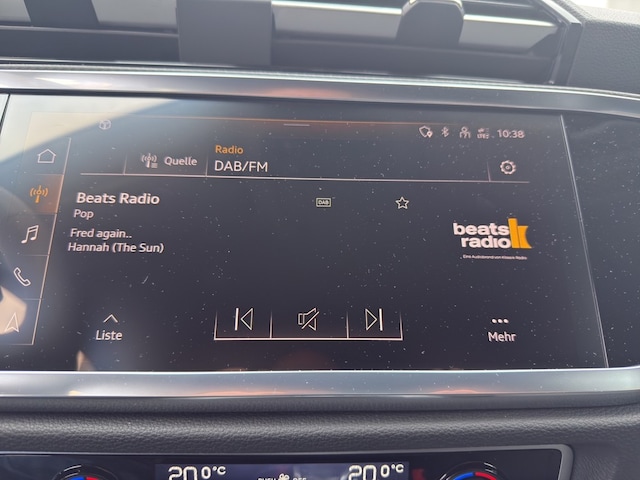 10:38
Radio
Quelle
DAB/FM
Beats Radio
Pop
DAB
Fred again..
Hannah (The Sun)
beats
radio
Liste
Mehr
20.0°C
20.0°C